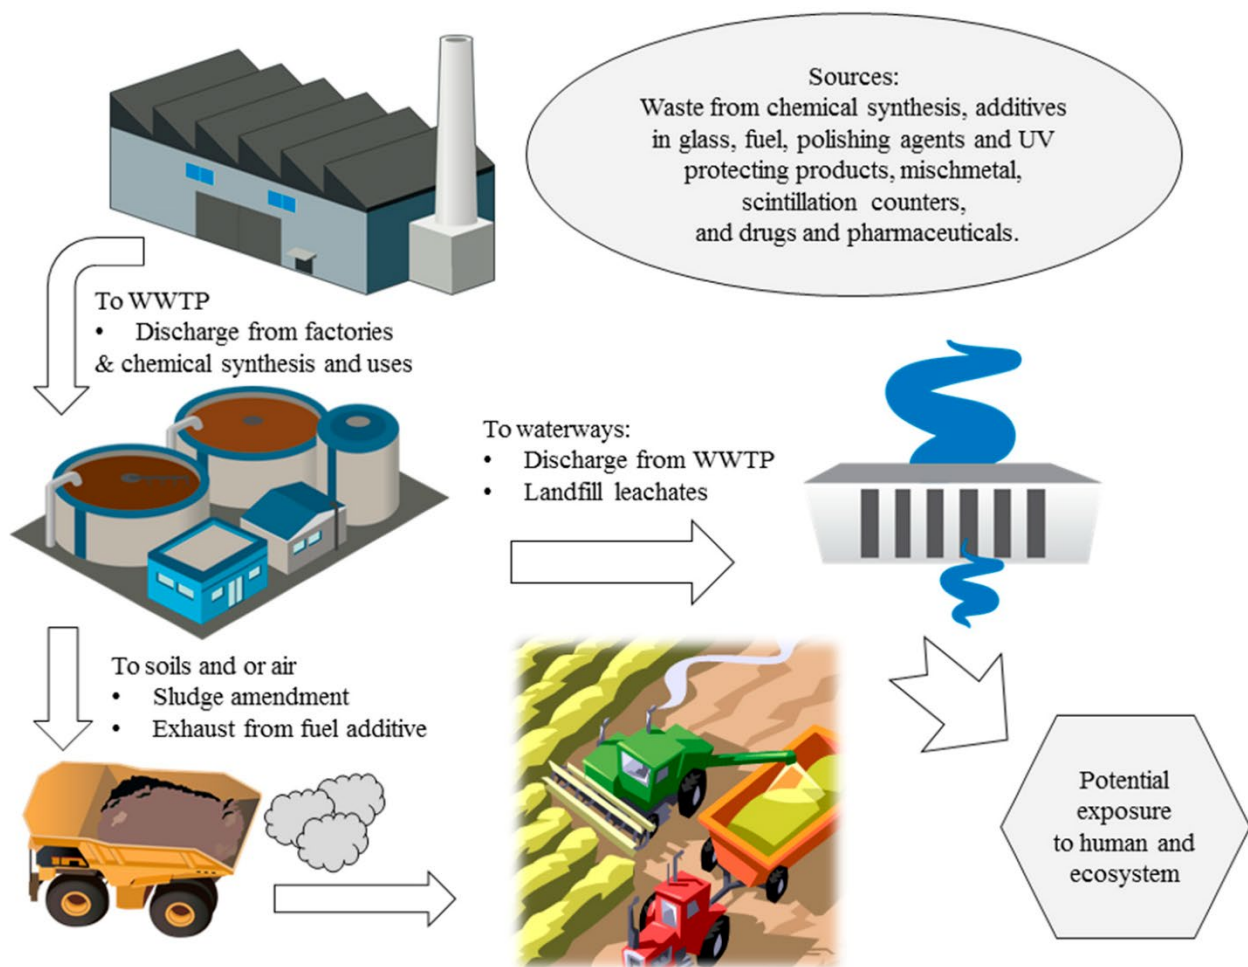 Sources:
Waste from chemical synthesis, additives
in glass, fuel, polishing agents and UV
protecting products, mischmetal,
scintillation counters,
and drugs and pharmaceuticals.
To WWTP
• Discharge from factories
& chemical synthesis and uses
To waterways:
• Discharge from WWTP
• Landfill leachates
To soils and or air
• Sludge amendment
• Exhaust from fuel additive
Potential
exposure
to human and
ecosystem